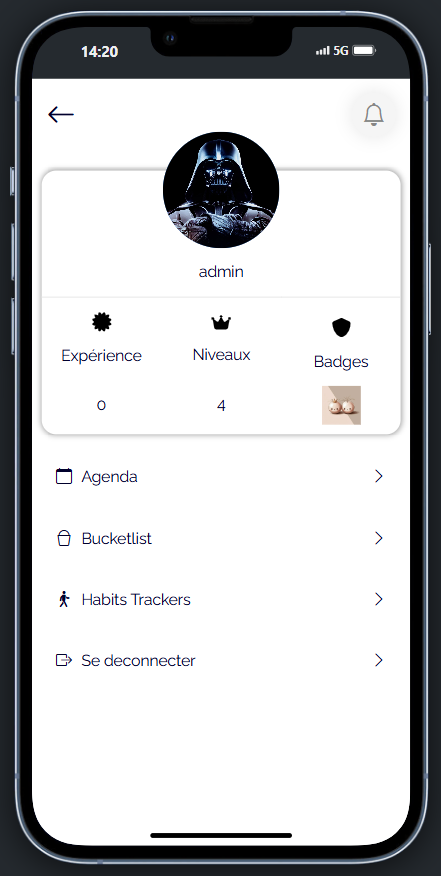 14:20
5G
admin
Expérience
Niveaux
Badges
0
4
Agenda
Bucketlist
Habits Trackers
Se deconnecter